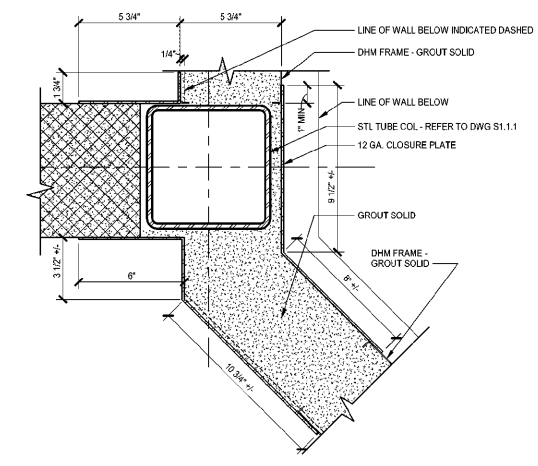 5 3/4"
5 3/4"
1/4"
LINE OF WALL BELOW INDICATED DASHED
DHM FRAME - GROUT SOLID
1 3/4"
LINE OF WALL BELOW
1" MIN
STL TUBE COL - REFER TO DWG S1.1.1
12 GA. CLOSURE PLATE
9 1/2" +/-
GROUT SOLID
3 1/2" +/-
6"
DHM FRAME -
GROUT SOLID
8" +/-
10 3/4" +/-